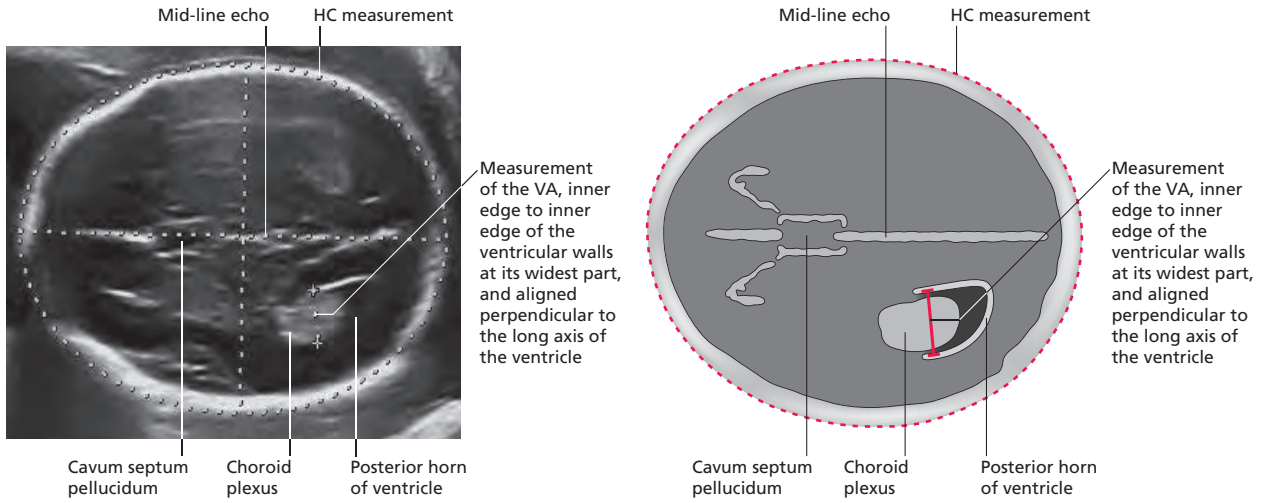 Mid-line echo
HC measurement
Measurement
of the VA, inner
edge to inner
edge of the
ventricular walls
at its widest part,
and aligned
perpendicular to
the long axis of
the ventricle
Cavum septum
pellucidum
Choroid
plexus
Posterior horn
of ventricle
Mid-line echo
HC measurement
Measurement
of the VA, inner
edge to inner
edge of the
ventricular walls
at its widest part,
and aligned
perpendicular to
the long axis of
the ventricle
Cavum septum
pellucidum
Choroid
plexus
Posterior horn
of ventricle